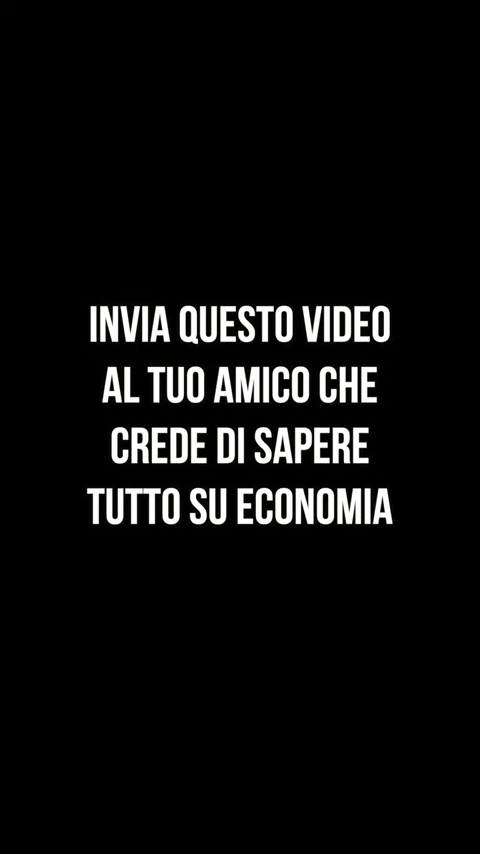 INVIA QUESTO VIDEO
AL TUO AMICO CHE
CREDE DI SAPERE
TUTTO SU ECONOMIA